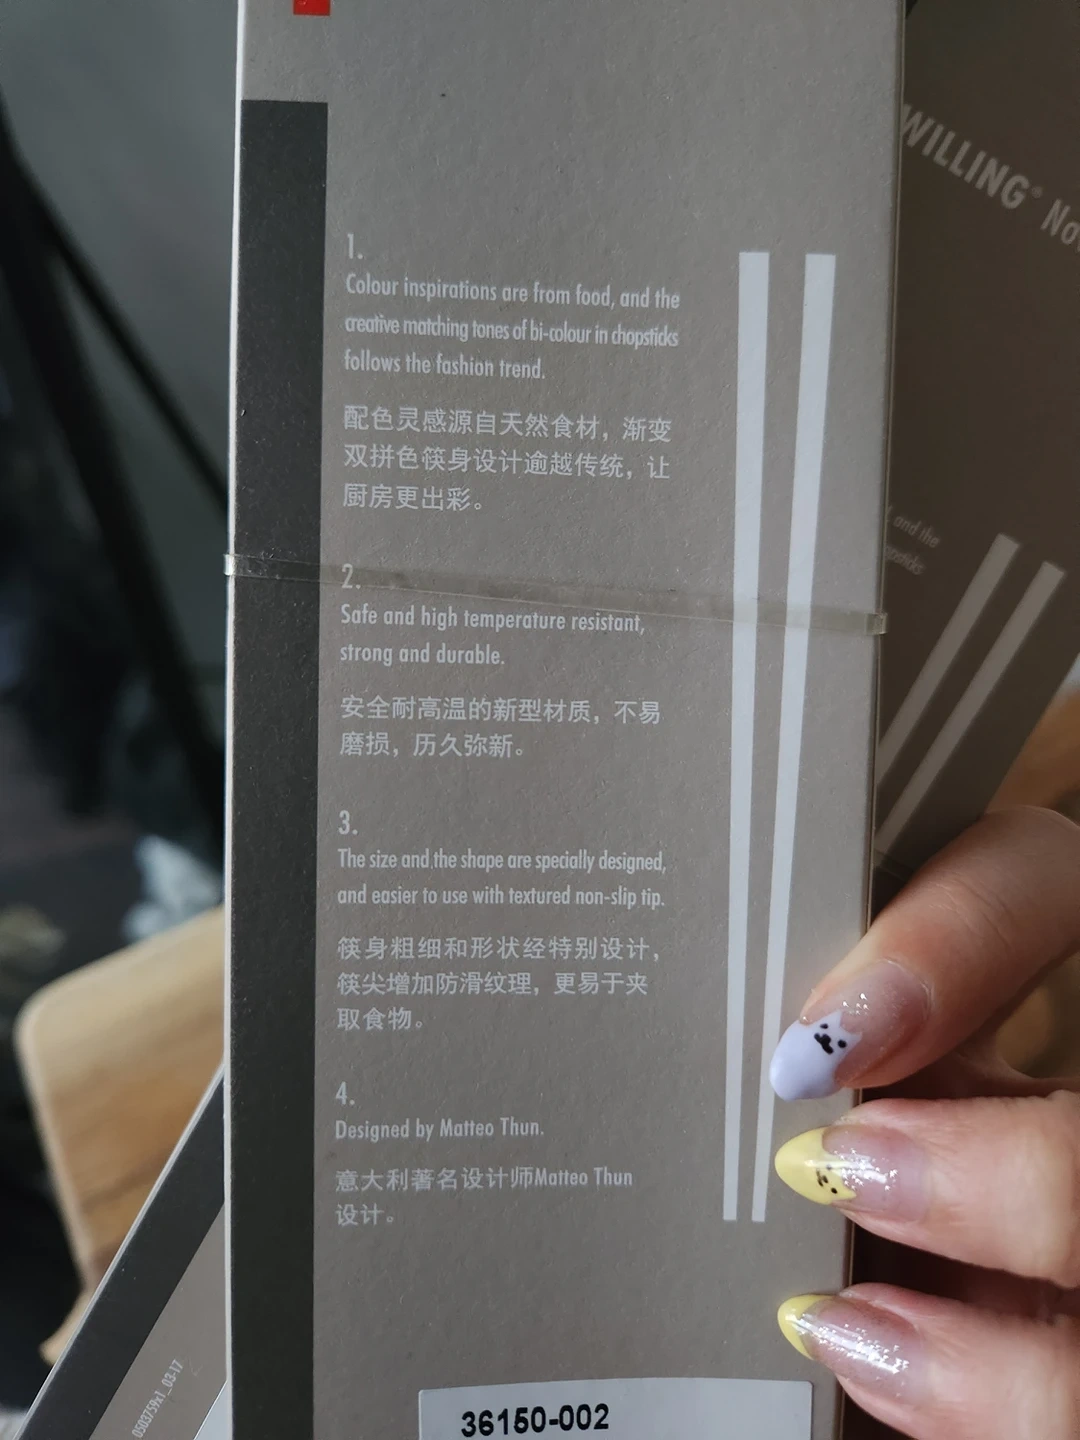 1.
Colour inspirations are from food, and the
creative matching tones of bi-colour in chopsticks
follows the fashion trend.
配色灵感源自天然食材，渐变
双拼色筷身设计逾越传统，让
厨房更出彩。
2.
Safe and high temperature resistant,
strong and durable.
安全耐高温的新型材质，不易
磨损，历久弥新。
3.
The size and the shape are specially designed,
and easier to use with textured non-slip tip.
筷身粗细和形状经特别设计，
筷尖增加防滑纹理，更易于夹
取食物。
4.
Designed by Matteo Thun.
意大利著名设计师Matteo Thun
设计。
36150-002
WILLING® No
, and the
opsticks
0503759x1_03-17